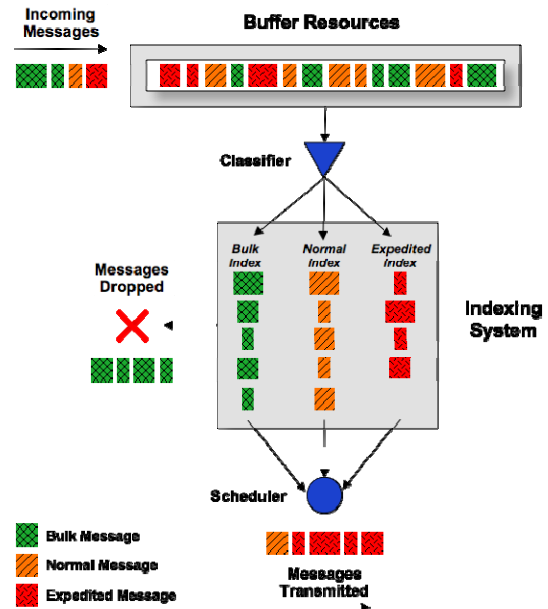 Incoming
Messages
Buffer Resources
Classifier
Bulk
Index
Normal
Index
Expedited
Index
Messages
Dropped
Indexing
System
Scheduler
Bulk Message
Normal Message
Expedited Message
Messages
Transmitted